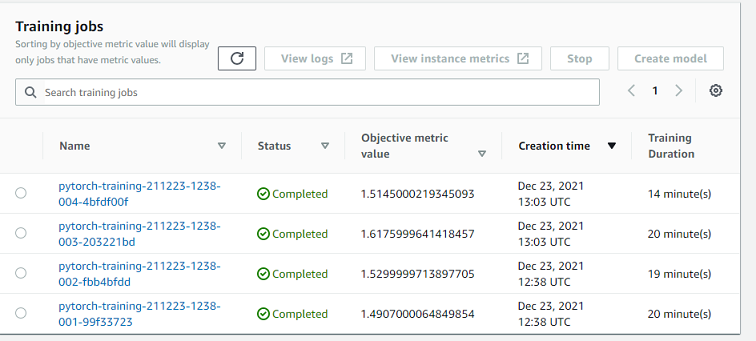 Training jobs
Sorting by objective metric value will display
only jobs that have metric values.
View logs
View instance metrics
Stop
Create model
Search training jobs
1
Name
Status
Objective metric
value
Creation time
Training
Duration
pytorch-training-211223-1238-
004-4bfdf00f
Completed
1.5145000219345093
Dec 23, 2021
13:03 UTC
14 minute(s)
pytorch-training-211223-1238-
003-203221bd
Completed
1.6175999641418457
Dec 23, 2021
13:03 UTC
20 minute(s)
pytorch-training-211223-1238-
002-fbb4bfdd
Completed
1.5299999713897705
Dec 23, 2021
12:38 UTC
19 minute(s)
pytorch-training-211223-1238-
001-99f33723
Completed
1.4907000064849854
Dec 23, 2021
12:38 UTC
20 minute(s)